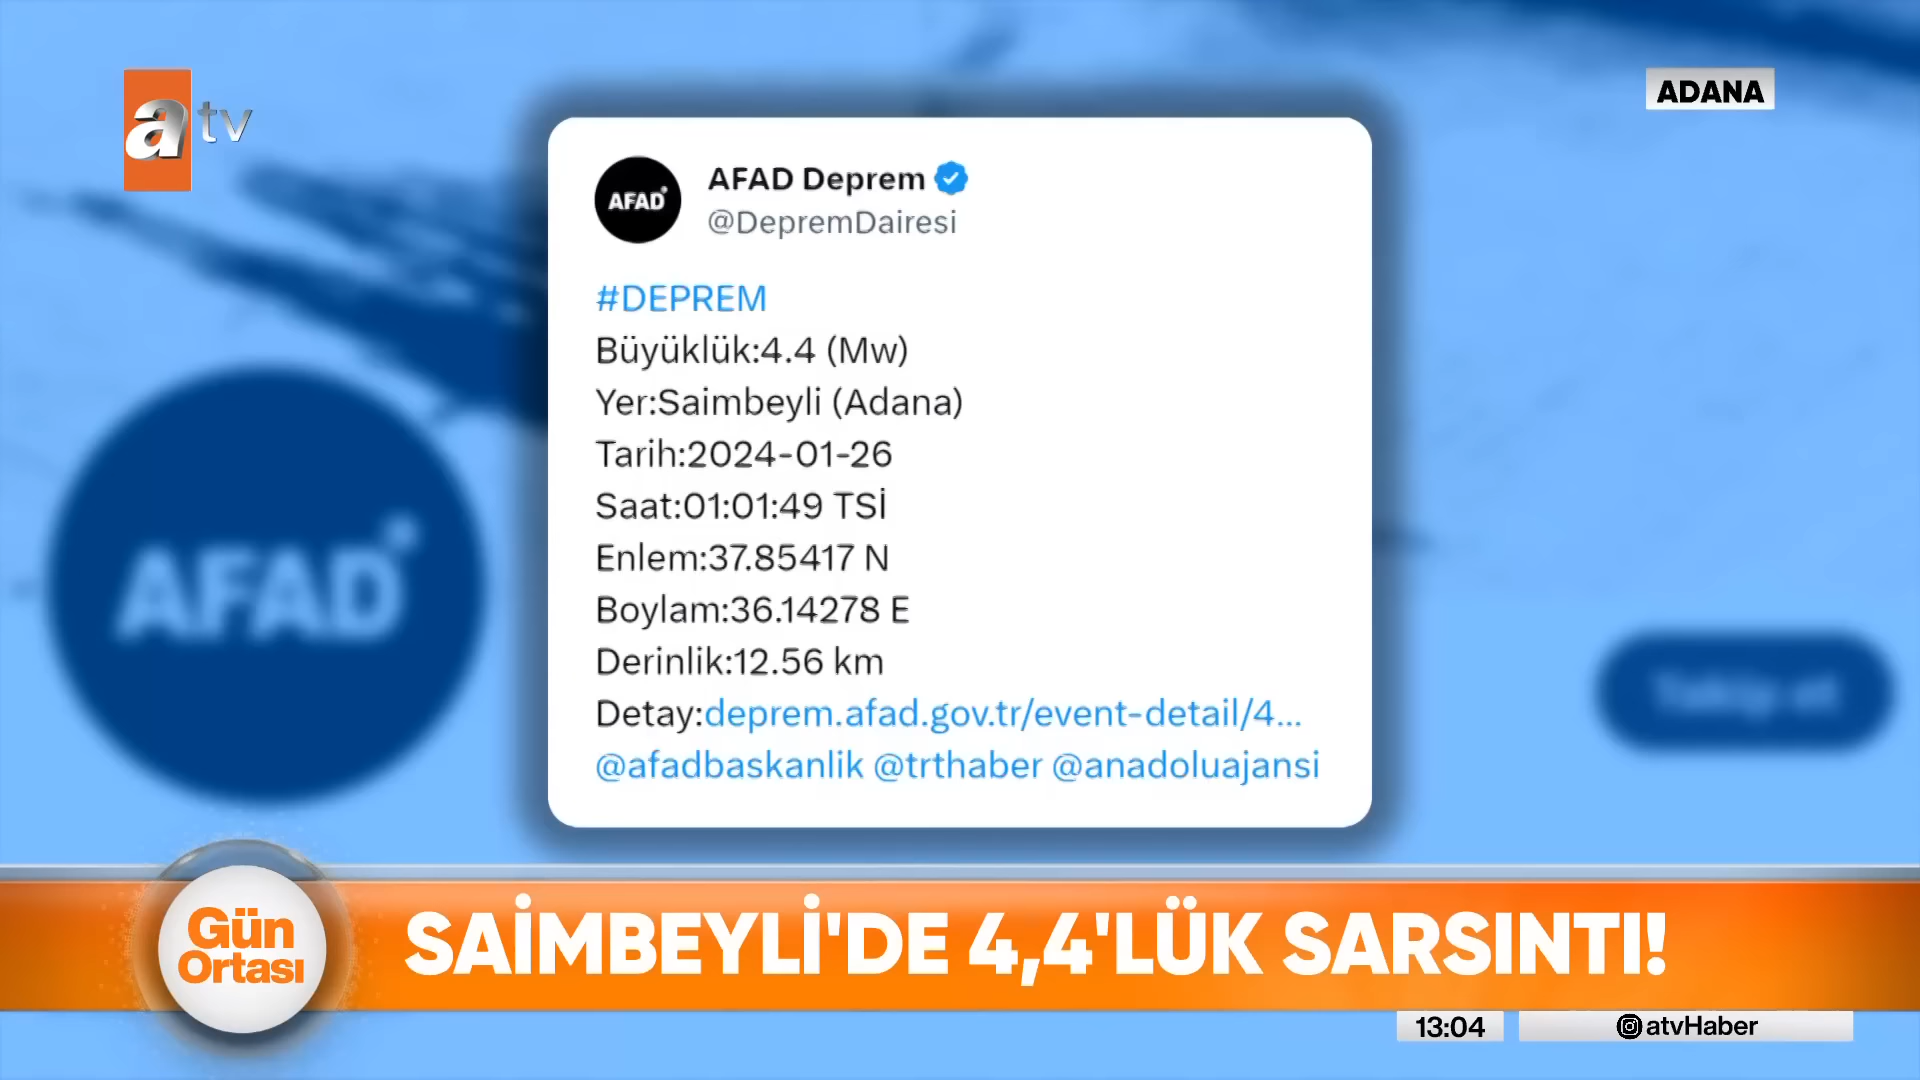 atv
ADANA
AFAD
AFAD Deprem
@DepremDairesi
#DEPREM
Büyüklük:4.4 (Mw)
Yer:Saimbeyli (Adana)
Tarih:2024-01-26
Saat:01:01:49 TSİ
Enlem:37.85417 N
Boylam:36.14278 E
Derinlik:12.56 km
Detay:deprem.afad.gov.tr/event-detail/4...
@afadbaskanlik @trthaber @anadoluajansi
AFAD
Takip et
Gün
Ortası
SAİMBEYLİ'DE 4,4'LÜK SARSINTI!
13:04
atvHaber